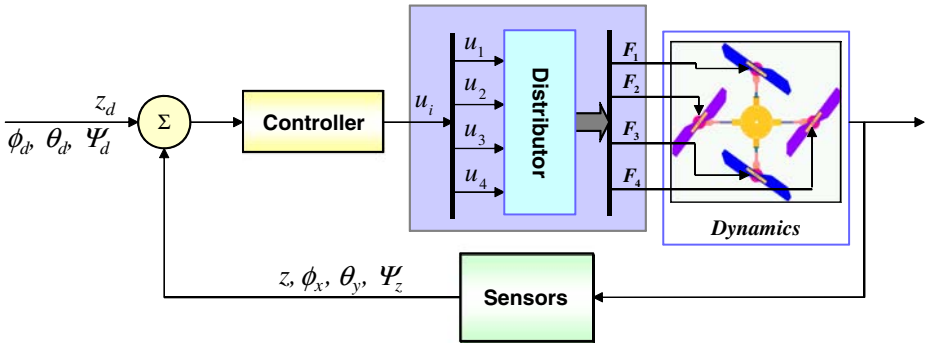 z_d
ϕ_d, θ_d, Ψ_d
Σ
Controller
u_i
u_1
u_2
u_3
u_4
Distributor
F_1
F_2
F_3
F_4
Dynamics
z, ϕ_x, θ_y, Ψ_z
Sensors